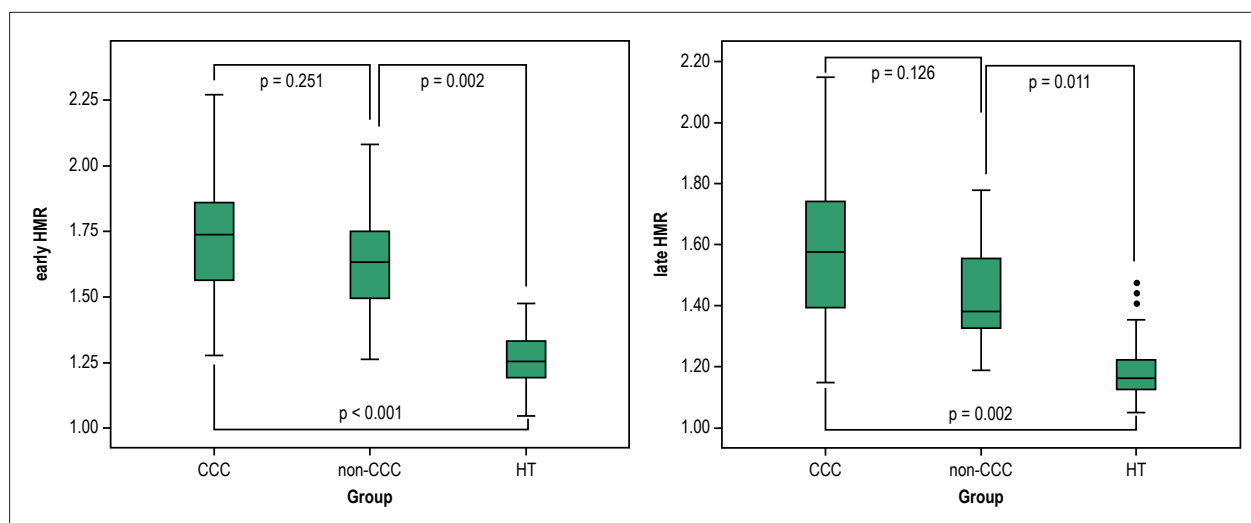 p = 0.251
p = 0.002
2.25
2.00
1.75
1.50
1.25
1.00
early HMR
p < 0.001
CCC
non-CCC
HT
Group
2.20
2.00
1.80
1.60
1.40
1.20
1.00
late HMR
p = 0.126
p = 0.011
p = 0.002
CCC
non-CCC
HT
Group